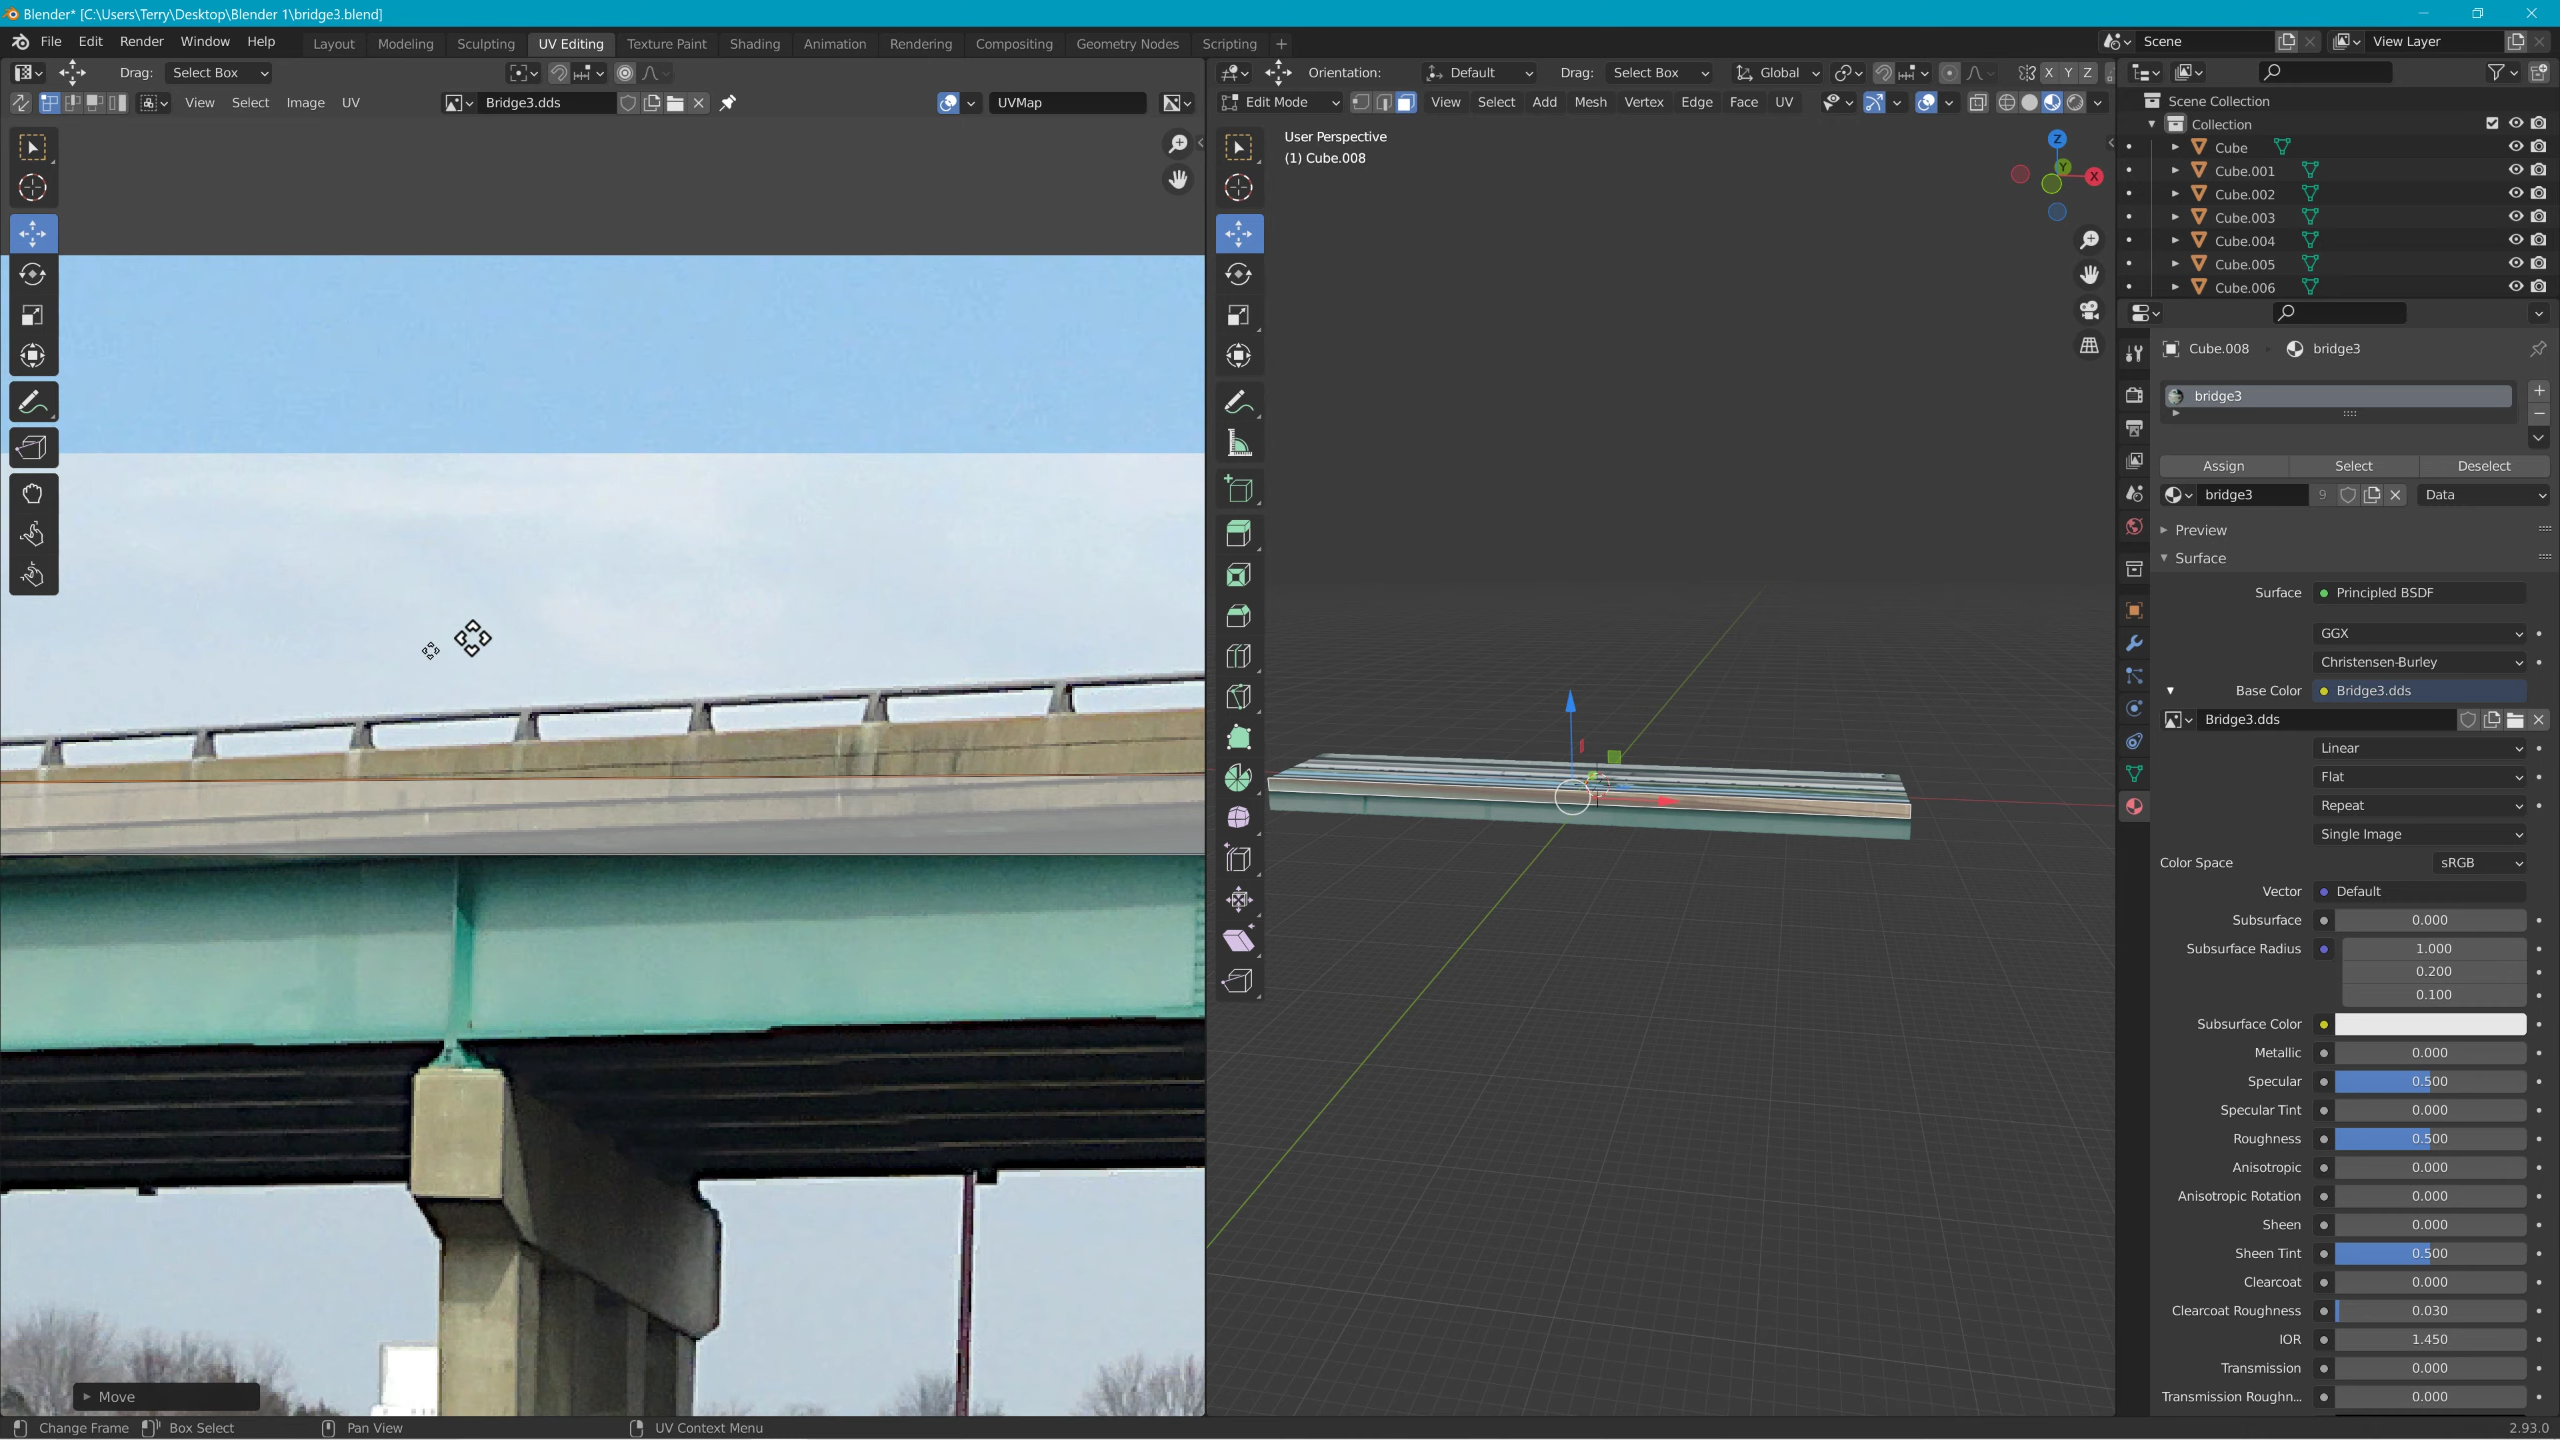 Blender* [C:\Users\Terry\Desktop\Blender 1\bridge3.blend]
File Edit Render Window Help Layout Modeling Sculpting UV Editing Texture Paint Shading Animation Rendering Compositing Geometry Nodes Scripting + Scene View Layer
Drag: Select Box Orientation: Default Drag: Select Box Global X Y Z
View Select Image UV Bridge3.dds UVMap Edit Mode View Select Add Mesh Vertex Edge Face UV
Scene Collection
Collection
Cube
Cube.001
Cube.002
Cube.003
Cube.004
Cube.005
Cube.006
User Perspective
(1) Cube.008
Z
Y
X
Cube.008 bridge3
bridge3
Assign Select Deselect
bridge3 9 Data
Preview
Surface
Surface Principled BSDF
GGX
Christensen-Burley
Base Color Bridge3.dds
Bridge3.dds
Linear
Flat
Repeat
Single Image
Color Space sRGB
Vector Default
Subsurface 0.000
Subsurface Radius 1.000
0.200
0.100
Subsurface Color
Metallic 0.000
Specular 0.500
Specular Tint 0.000
Roughness 0.500
Anisotropic 0.000
Anisotropic Rotation 0.000
Sheen 0.000
Sheen Tint 0.500
Clearcoat 0.000
Clearcoat Roughness 0.030
IOR 1.450
Transmission 0.000
Transmission Roughn... 0.000
Move
Change Frame Box Select Pan View UV Context Menu 2.93.0